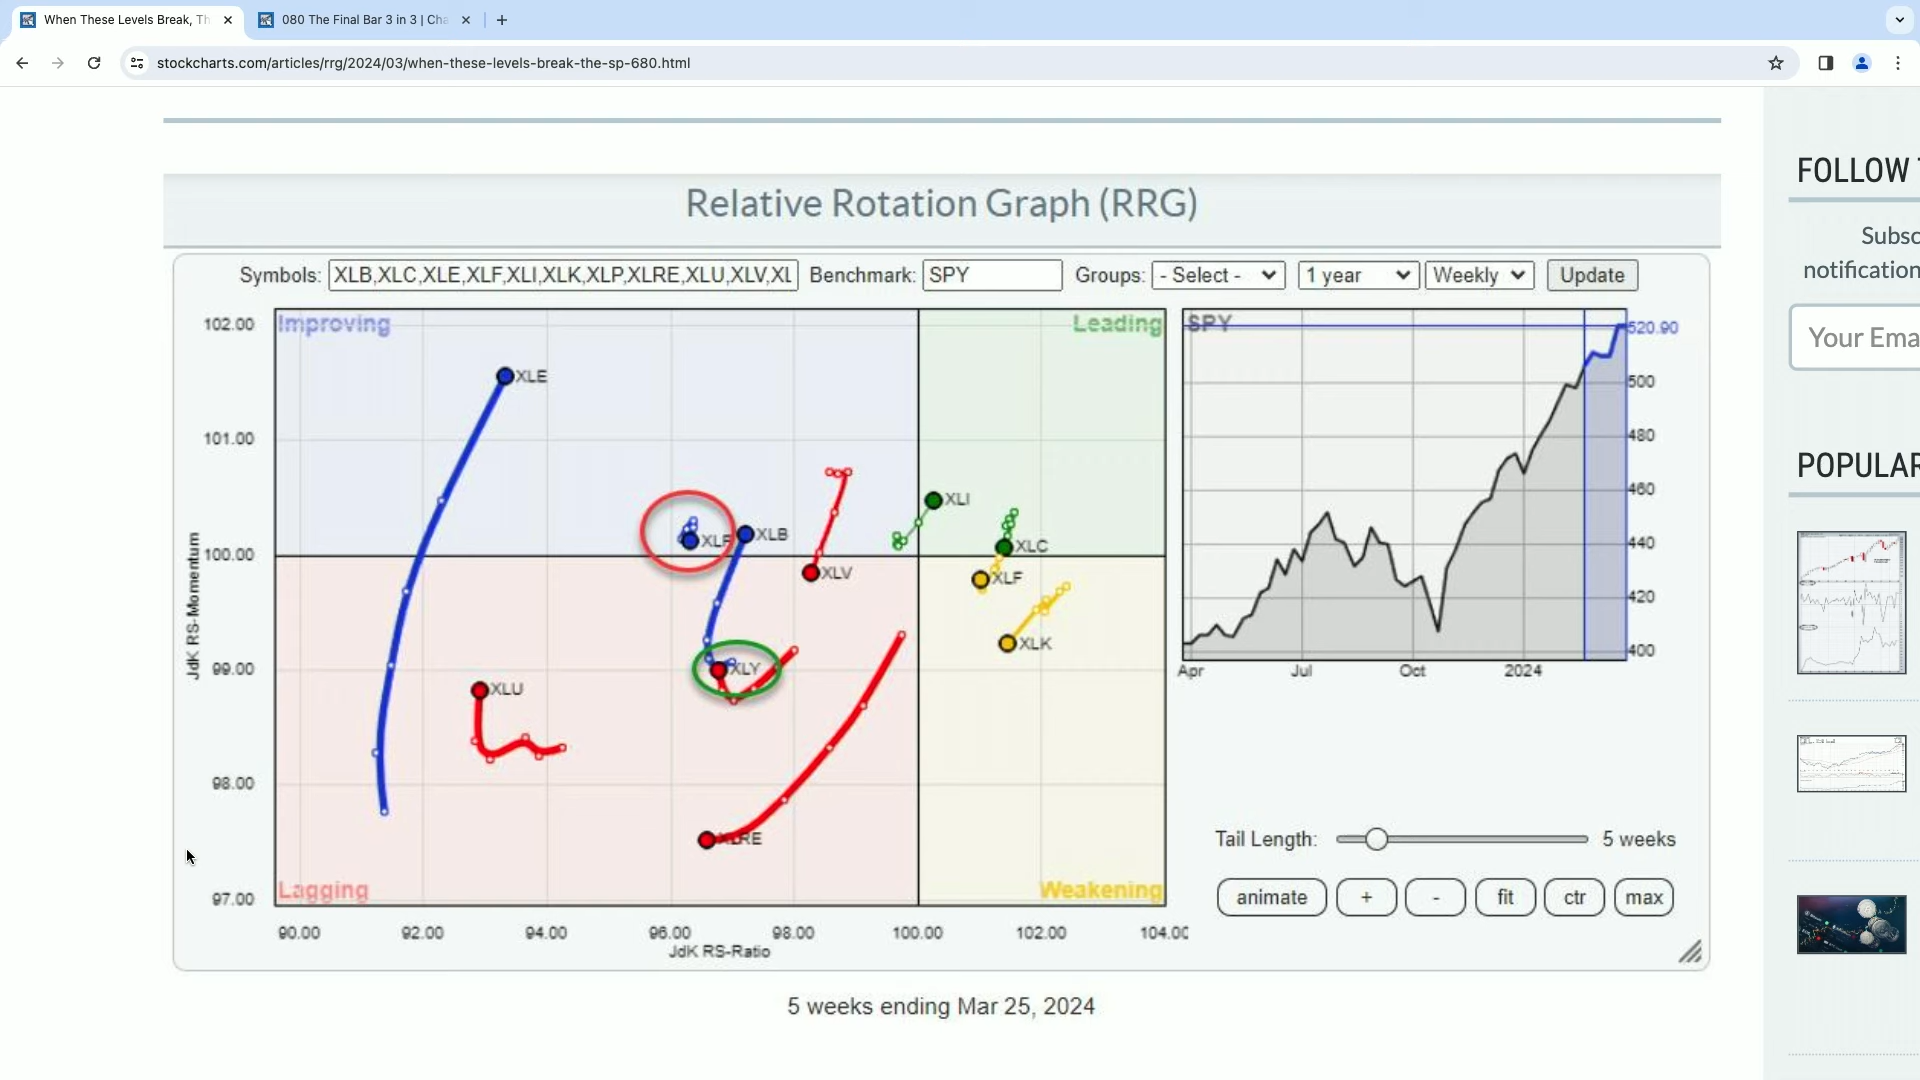 When These Levels Break, Th
080 The Final Bar 3 in 3 | Cha
stockcharts.com/articles/rrg/2024/03/when-these-levels-break-the-sp-680.html
FOLLOW
Subsc
notification
Your Ema
POPULAR
Relative Rotation Graph (RRG)
Symbols: XLB,XLC,XLE,XLF,XLI,XLK,XLP,XLRE,XLU,XLV,XL Benchmark: SPY Groups: - Select - 1 year Weekly Update
Improving
Leading
Lagging
Weakening
102.00
101.00
100.00
99.00
98.00
97.00
JdK RS-Momentum
90.00 92.00 94.00 96.00 98.00 100.00 102.00 104.00
JdK RS-Ratio
XLE
XLI
XLB
XLC
XLV
XLF
XLK
XLY
XLU
SPY
520.90
500
480
460
440
420
400
Apr Jul Oct 2024
Tail Length: 5 weeks
animate + - fit ctr max
5 weeks ending Mar 25, 2024